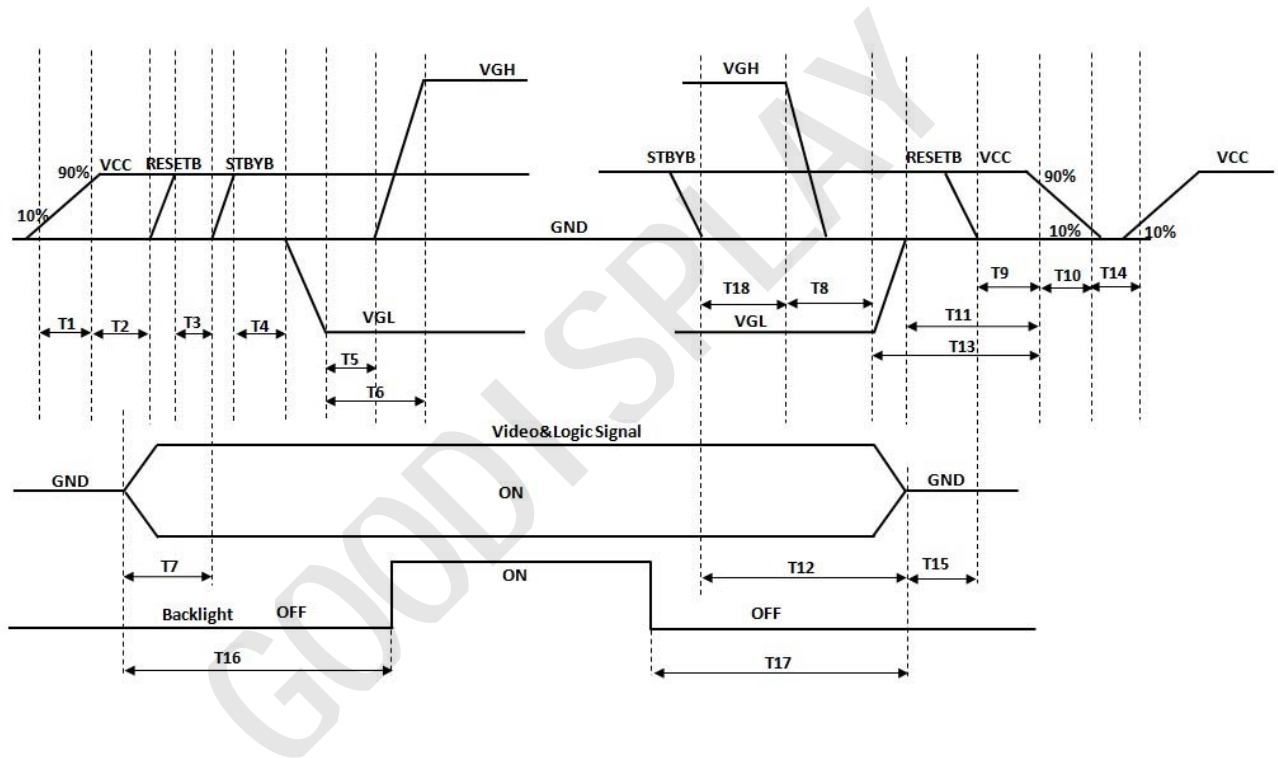 VGH
VGH
90%
VCC
RESETB
STBYB
STBYB
RESETB
VCC
90%
VCC
10%
GND
10%
10%
T1
T2
T3
T4
VGL
T5
T6
T18
T8
VGL
T9
T10
T14
T11
T13
Video&Logic Signal
GND
ON
GND
T7
ON
T12
T15
Backlight
OFF
OFF
T16
T17
GOODISPLAY